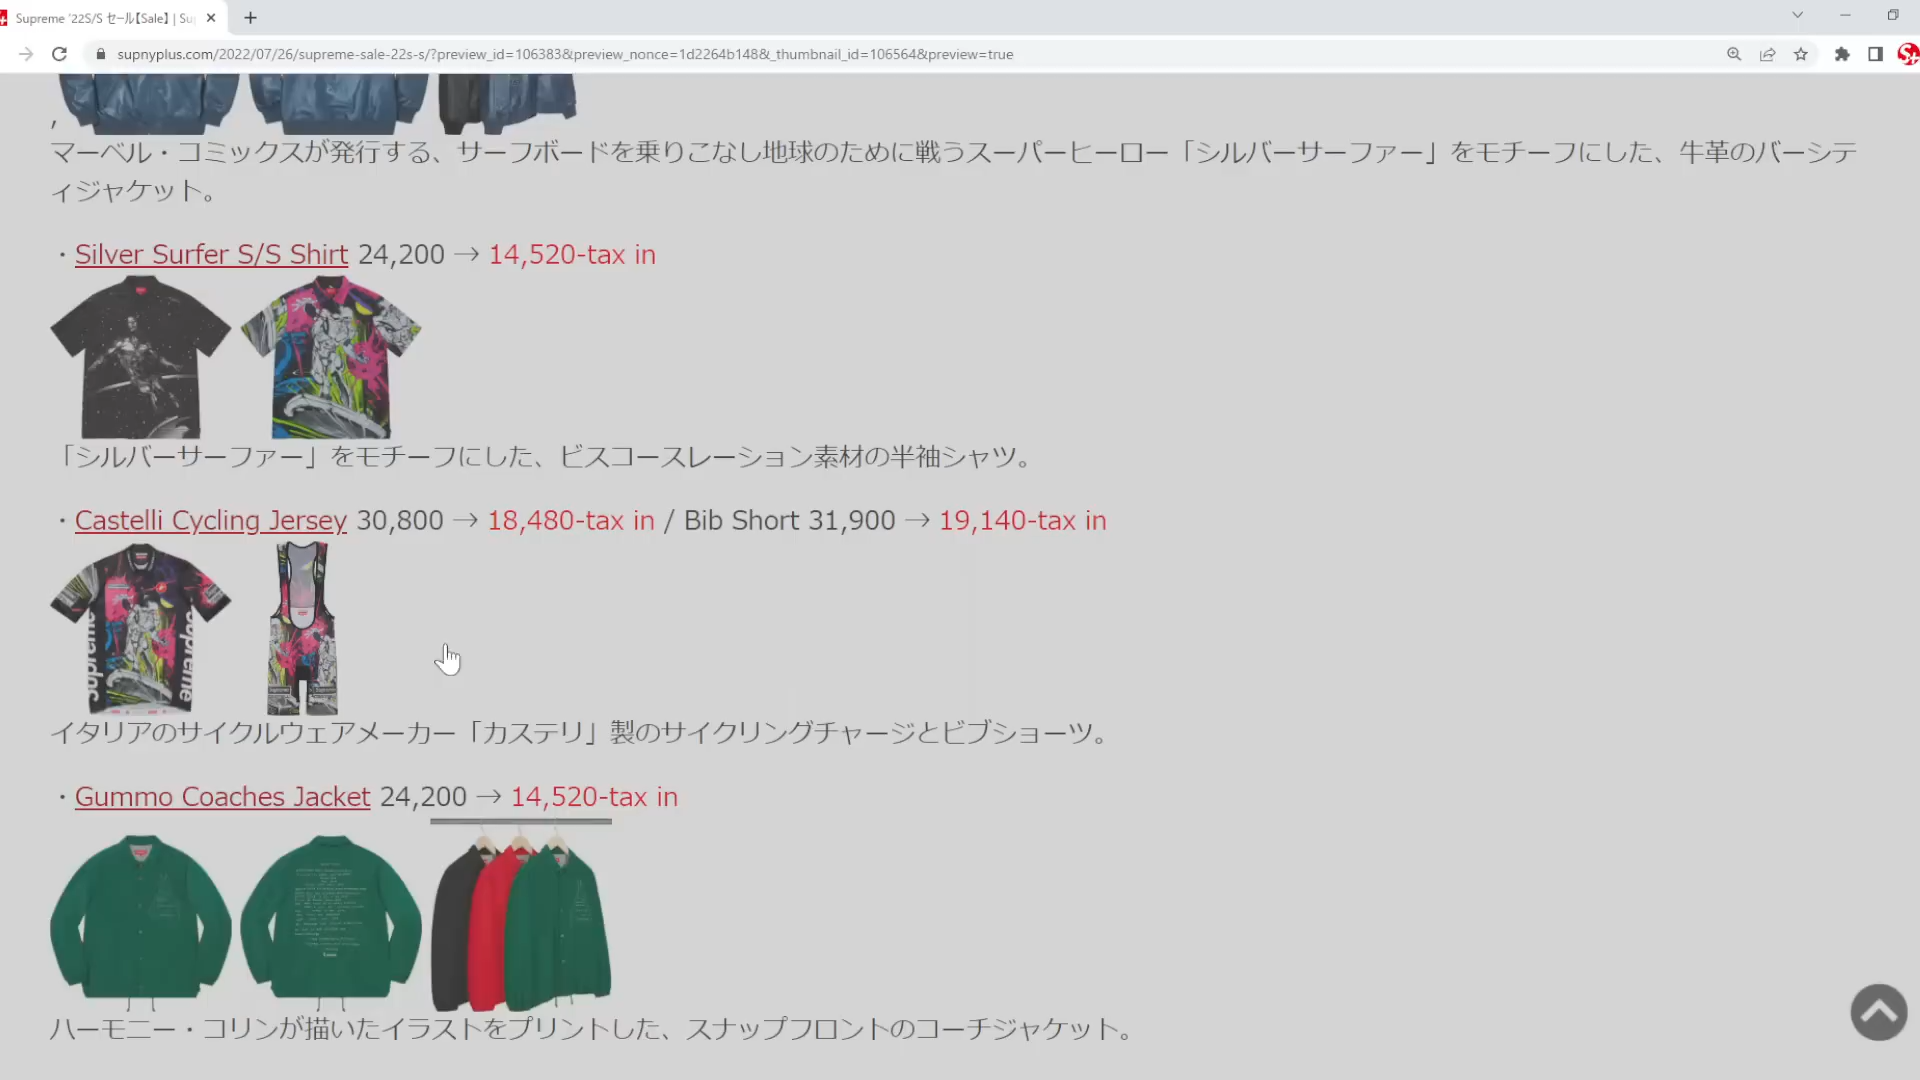 Supreme '22S/S セール【Sale】 | Su
supnyplus.com/2022/07/26/supreme-sale-22s-s/?preview_id=106383&preview_nonce=1d2264b148&_thumbnail_id=106564&preview=true
,
マーベル・コミックスが発行する、サーフボードを乗りこなし地球のために戦うスーパーヒーロー「シルバーサーファー」をモチーフにした、牛革のバーシテ
ィジャケット。
・Silver Surfer S/S Shirt 24,200 → 14,520-tax in
「シルバーサーファー」をモチーフにした、ビスコースレーション素材の半袖シャツ。
・Castelli Cycling Jersey 30,800 → 18,480-tax in / Bib Short 31,900 → 19,140-tax in
Supreme
Supreme
イタリアのサイクルウェアメーカー「カステリ」製のサイクリングチャージとビブショーツ。
・Gummo Coaches Jacket 24,200 → 14,520-tax in
ハーモニー・コリンが描いたイラストをプリントした、スナップフロントのコーチジャケット。